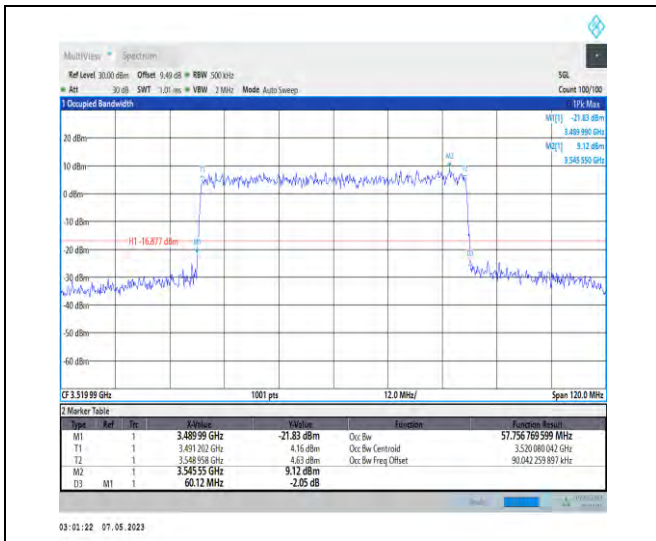 MultiView Spectrum
Ref Level 30.00 dBm Offset 9.49 dB RBW 500 kHz SGL
Att 30 dB SWT 1.01 ms VBW 2 MHz Mode Auto Sweep Count 100/100
1 Occupied Bandwidth 1Pk Max
M1[1] -21.83 dBm
3.489 990 GHz
M2[1] 9.12 dBm
3.545 550 GHz
20 dBm
M2
10 dBm
0 dBm
-10 dBm
H1 -16.877 dBm
-20 dBm
-30 dBm
-40 dBm
-50 dBm
-60 dBm
CF 3.519 99 GHz 1001 pts 12.0 MHz/ Span 120.0 MHz
2 Marker Table
Type Ref Trc X-Value Y-Value Function Function Result
M1 1 3.489 99 GHz -21.83 dBm Occ Bw 57.756 769 599 MHz
T1 1 3.491 202 GHz 4.16 dBm Occ Bw Centroid 3.520 080 042 GHz
T2 1 3.548 958 GHz 4.63 dBm Occ Bw Freq Offset 90.042 259 897 kHz
M2 1 3.545 55 GHz 9.12 dBm
D3 M1 1 60.12 MHz -2.05 dB
03:01:22 07.05.2023